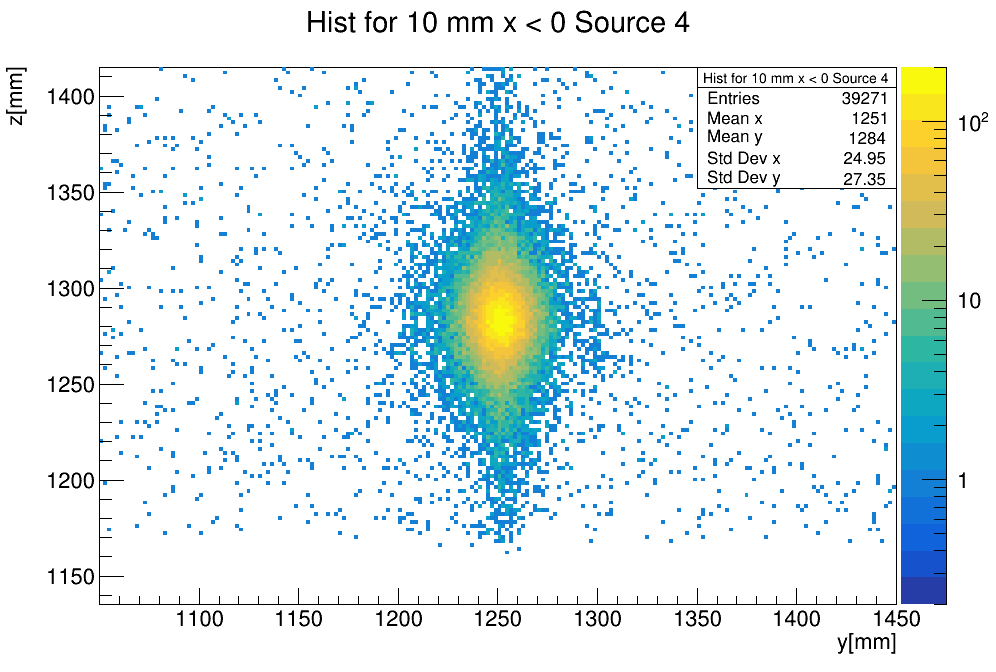 Hist for 10 mm x < 0 Source 4
z[mm]
Hist for 10 mm x < 0 Source 4
Entries 39271
Mean x 1251
Mean y 1284
Std Dev x 24.95
Std Dev y 27.35
1400
1350
1300
1250
1200
1150
10²
10
1
1100 1150 1200 1250 1300 1350 1400 1450
y[mm]